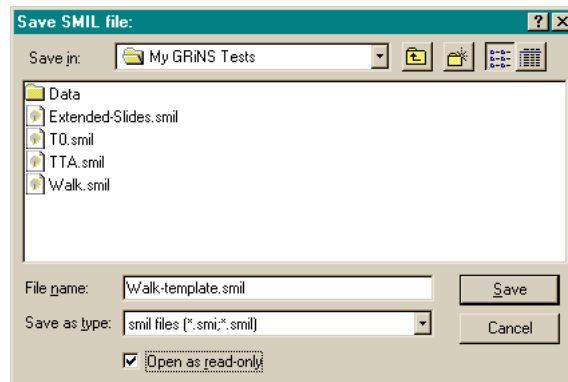 Save SMIL file:
Save in: My GRiNS Tests
Data
Extended-Slides.smil
T0.smil
TTA.smil
Walk.smil
File name: Walk-template.smil Save
Save as type: smil files (*.smi;*.smil) Cancel
Open as read-only